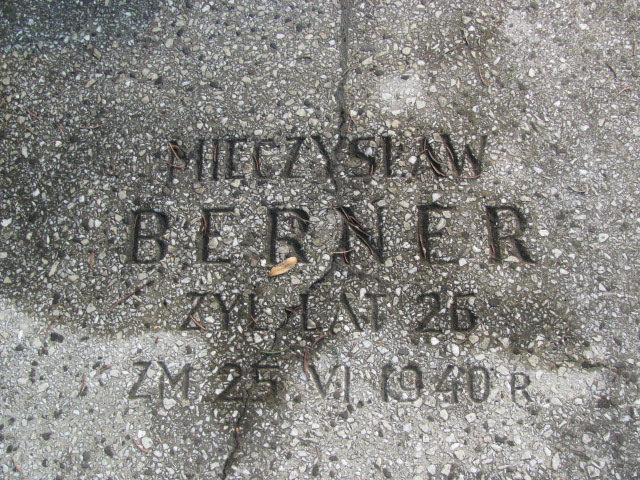 MIECZYSŁAW
BERNER
ŻYŁ LAT 26
ZM. 25.VI.1940 R